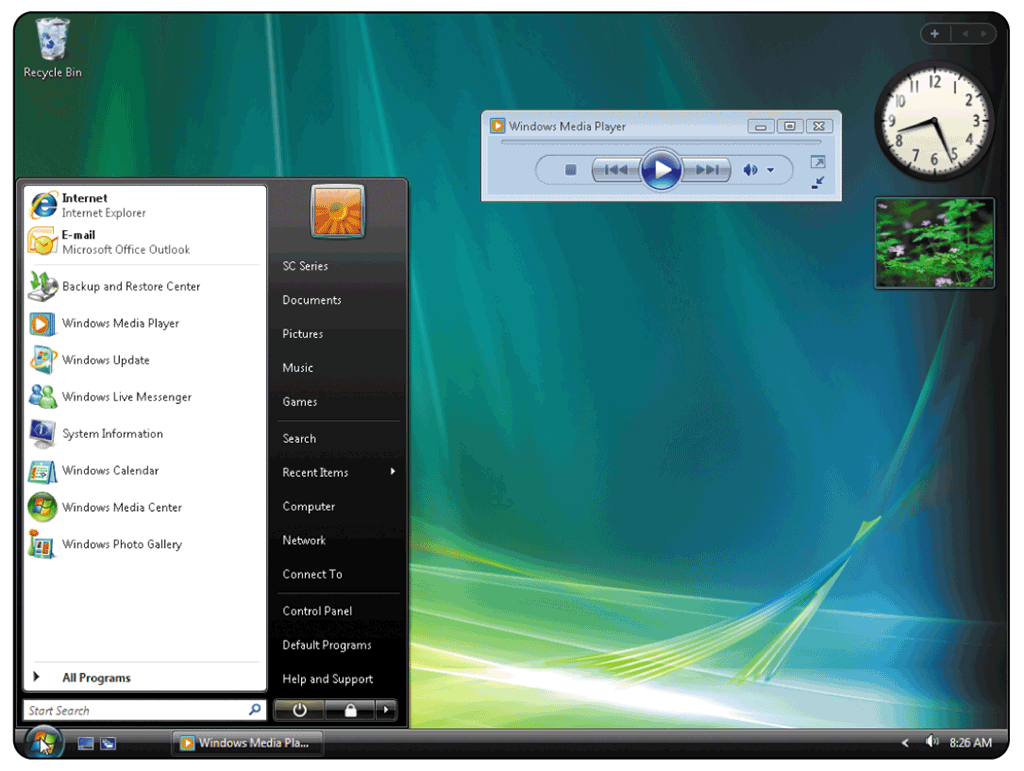 Recycle Bin
Windows Media Player
12
11
1
10
2
9
3
8
4
7
5
6
Internet
Internet Explorer
E-mail
Microsoft Office Outlook
Backup and Restore Center
Windows Media Player
Windows Update
Windows Live Messenger
System Information
Windows Calendar
Windows Media Center
Windows Photo Gallery
All Programs
Start Search
SC Series
Documents
Pictures
Music
Games
Search
Recent Items
Computer
Network
Connect To
Control Panel
Default Programs
Help and Support
Windows Media Pla...
8:26 AM